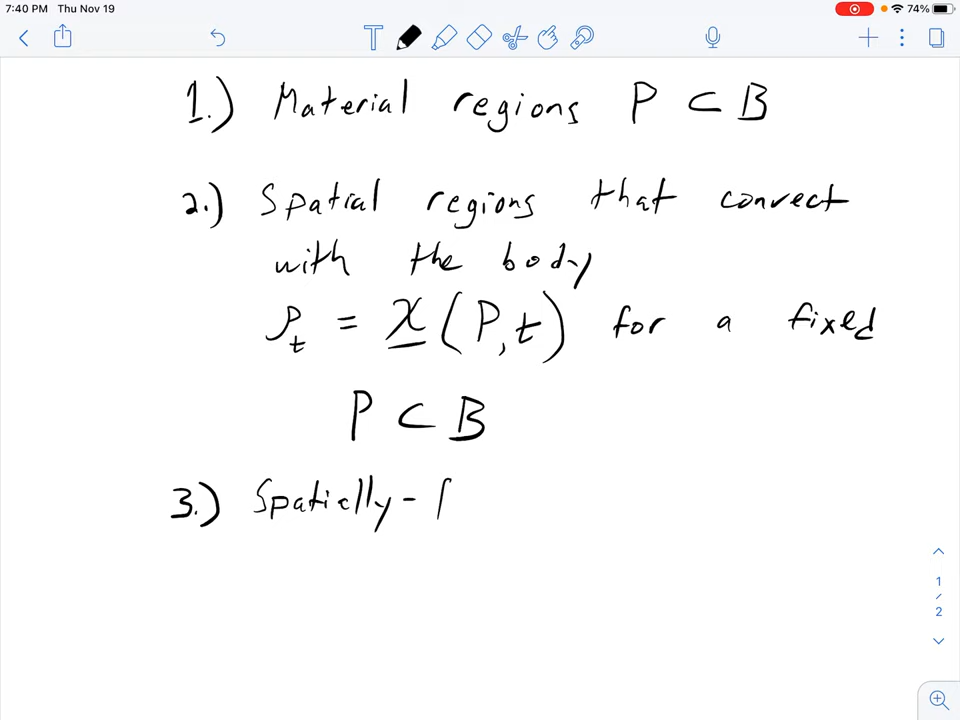 7:40 PM Thu Nov 19 74%
1.) Material regions P ⊂ B
2.) Spatial regions that convect
with the body
𝒫t = χ (P, t) for a fixed
P ⊂ B
3.) Spatially-
1
/
2